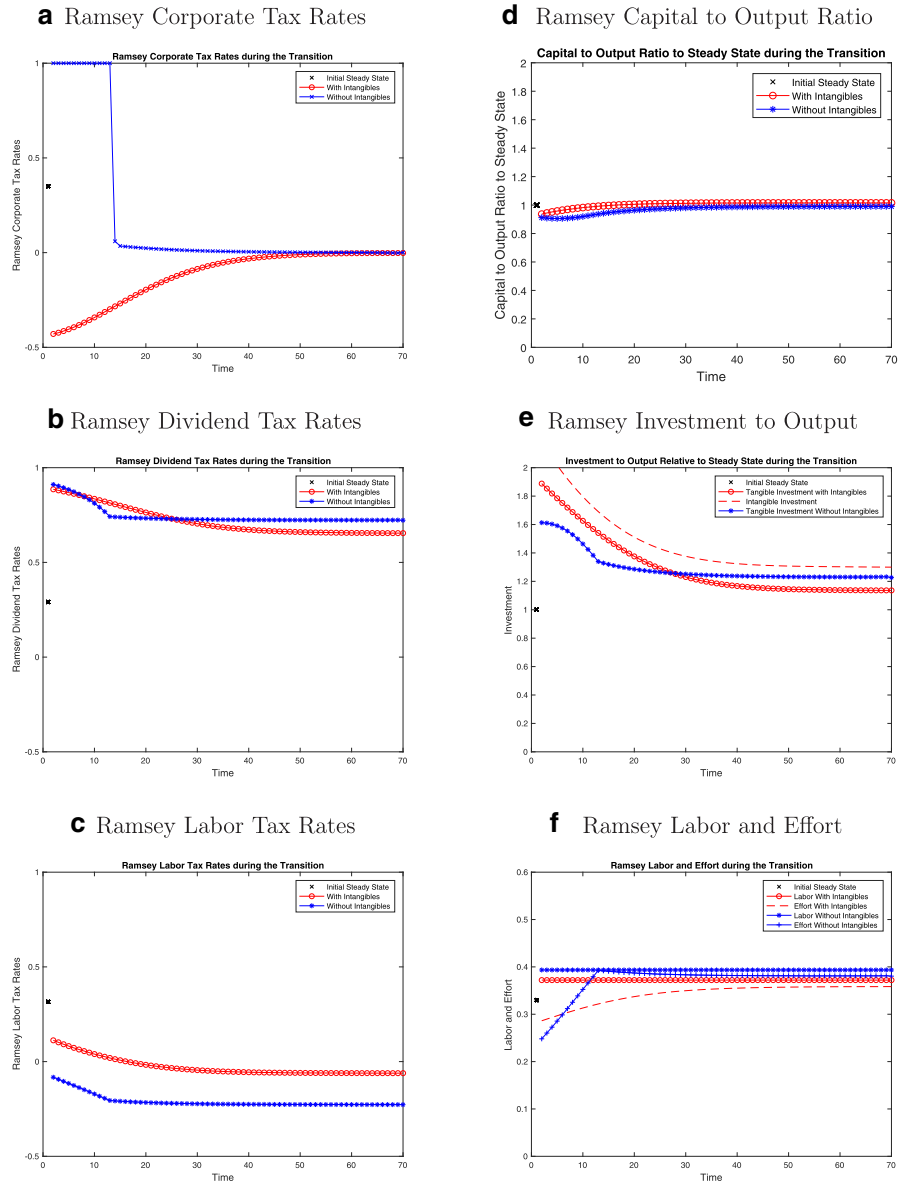 a Ramsey Corporate Tax Rates
Ramsey Corporate Tax Rates during the Transition
Initial Steady State
With Intangibles
Without Intangibles
Ramsey Corporate Tax Rates
1
0.5
0
-0.5
0 10 20 30 40 50 60 70
Time
d Ramsey Capital to Output Ratio
Capital to Output Ratio to Steady State during the Transition
Initial Steady State
With Intangibles
Without Intangibles
Capital to Output Ratio to Steady State
2
1.8
1.6
1.4
1.2
1
0.8
0.6
0.4
0.2
0
0 10 20 30 40 50 60 70
Time
b Ramsey Dividend Tax Rates
Ramsey Dividend Tax Rates during the Transition
Initial Steady State
With Intangibles
Without Intangibles
Ramsey Dividend Tax Rates
1
0.5
0
-0.5
0 10 20 30 40 50 60 70
Time
e Ramsey Investment to Output
Investment to Output Relative to Steady State during the Transition
Initial Steady State
Tangible Investment with Intangibles
Intangible Investment
Tangible Investment Without Intangibles
Investment
2
1.8
1.6
1.4
1.2
1
0.8
0.6
0.4
0.2
0
0 10 20 30 40 50 60 70
Time
c Ramsey Labor Tax Rates
Ramsey Labor Tax Rates during the Transition
Initial Steady State
With Intangibles
Without Intangibles
Ramsey Labor Tax Rates
1
0.5
0
-0.5
0 10 20 30 40 50 60 70
Time
f Ramsey Labor and Effort
Ramsey Labor and Effort during the Transition
Initial Steady State
Labor With Intangibles
Effort With Intangibles
Labor Without Intangibles
Effort Without Intangibles
Labor and Effort
0.6
0.5
0.4
0.3
0.2
0.1
0
0 10 20 30 40 50 60 70
Time